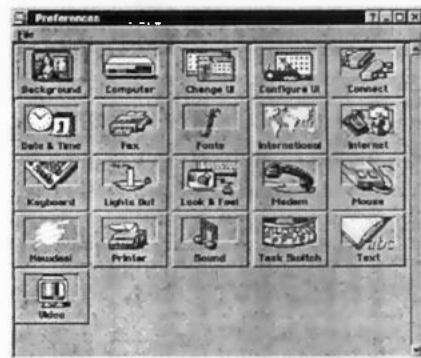 Preferences
File
Background Computer Change UI Configure UI Connect
Date & Time Fax Fonts International Internet
Keyboard Lights Out Look & Feel Modem Mouse
NewDeal Printer Sound Task Switch Text
Video